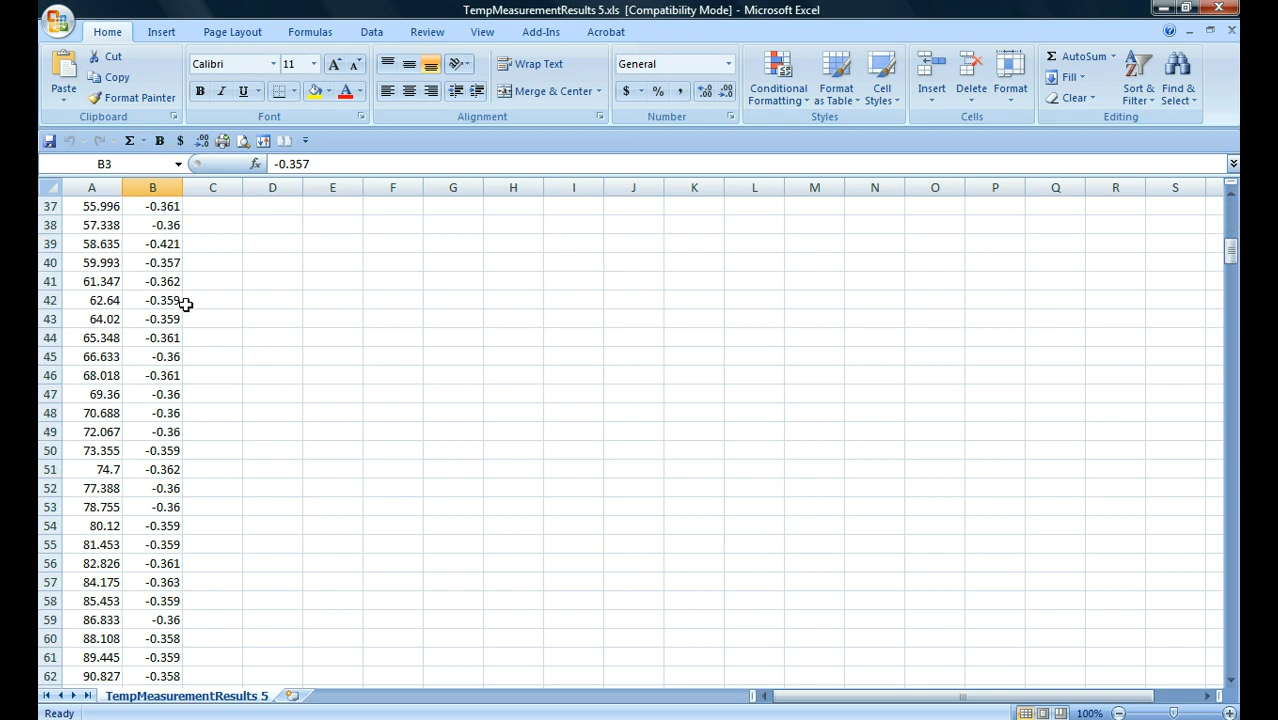 TempMeasurementResults 5.xls [Compatibility Mode] - Microsoft Excel
Home Insert Page Layout Formulas Data Review View Add-Ins Acrobat
Paste
Cut
Copy
Format Painter
Clipboard
Calibri 11
B I U
Font
Wrap Text
Merge & Center
Alignment
General
$ % ,
Number
Conditional Formatting
Format as Table
Cell Styles
Styles
Insert Delete Format
Cells
Σ AutoSum
Fill
Clear
Sort & Filter
Find & Select
Editing
Σ B $
B3 fx -0.357
A B C D E F G H I J K L M N O P Q R S
37 55.996 -0.361
38 57.338 -0.36
39 58.635 -0.421
40 59.993 -0.357
41 61.347 -0.362
42 62.64 -0.359
43 64.02 -0.359
44 65.348 -0.361
45 66.633 -0.36
46 68.018 -0.361
47 69.36 -0.36
48 70.688 -0.36
49 72.067 -0.36
50 73.355 -0.359
51 74.7 -0.362
52 77.388 -0.36
53 78.755 -0.36
54 80.12 -0.359
55 81.453 -0.359
56 82.826 -0.361
57 84.175 -0.363
58 85.453 -0.359
59 86.833 -0.36
60 88.108 -0.358
61 89.445 -0.359
62 90.827 -0.358
TempMeasurementResults 5
Ready 100%